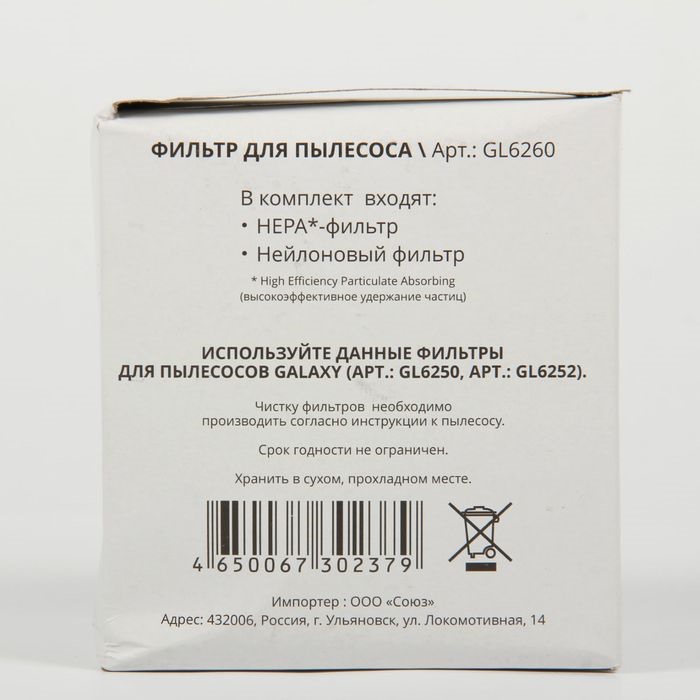 ФИЛЬТР ДЛЯ ПЫЛЕСОСА \ Арт.: GL6260
В комплект входят:
• HEPA*-фильтр
• Нейлоновый фильтр
* High Efficiency Particulate Absorbing
(высокоэффективное удержание частиц)
ИСПОЛЬЗУЙТЕ ДАННЫЕ ФИЛЬТРЫ
ДЛЯ ПЫЛЕСОСОВ GALAXY (АРТ.: GL6250, АРТ.: GL6252).
Чистку фильтров необходимо
производить согласно инструкции к пылесосу.
Срок годности не ограничен.
Хранить в сухом, прохладном месте.
4 650067 302379
Импортер : ООО «Союз»
Адрес: 432006, Россия, г. Ульяновск, ул. Локомотивная, 14